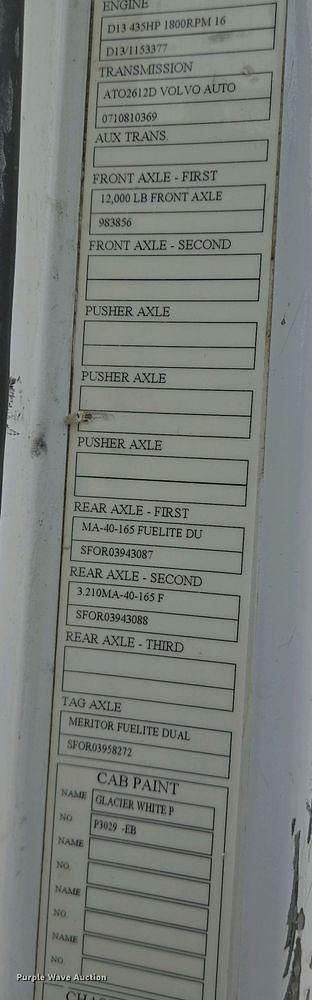 ENGINE
D13 435HP 1800RPM 16
D13/1153377
TRANSMISSION
ATO2612D VOLVO AUTO
0710810369
AUX TRANS.
FRONT AXLE - FIRST
12,000 LB FRONT AXLE
983856
FRONT AXLE - SECOND
PUSHER AXLE
PUSHER AXLE
PUSHER AXLE
REAR AXLE - FIRST
MA-40-165 FUELITE DU
SFOR03943087
REAR AXLE - SECOND
3.210MA-40-165 F
SFOR03943088
REAR AXLE - THIRD
TAG AXLE
MERITOR FUELITE DUAL
SFOR03958272
CAB PAINT
NAME GLACIER WHITE P
NO P3029 -EB
NAME
NO.
NAME
NO.
NAME
NO.
Purple Wave Auction